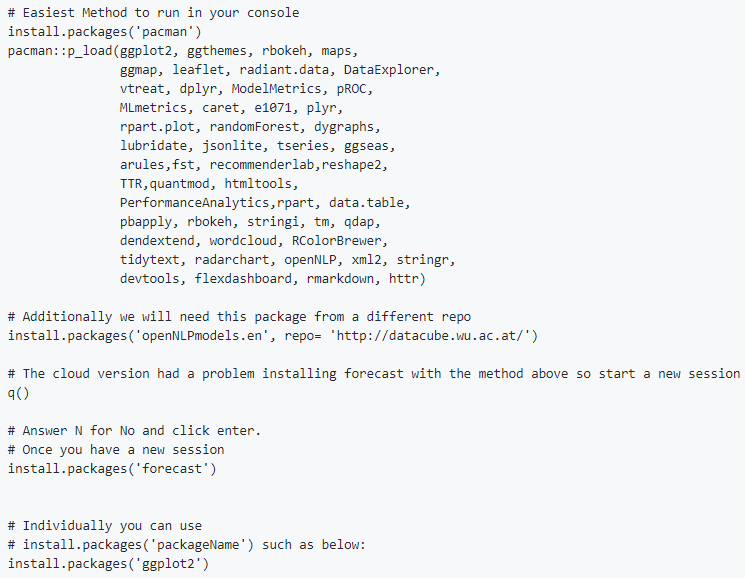 # Easiest Method to run in your console
install.packages('pacman')
pacman::p_load(ggplot2, ggthemes, rbokeh, maps,
               ggmap, leaflet, radiant.data, DataExplorer,
               vtreat, dplyr, ModelMetrics, pROC,
               MLmetrics, caret, e1071, plyr,
               rpart.plot, randomForest, dygraphs,
               lubridate, jsonlite, tseries, ggseas,
               arules,fst, recommenderlab,reshape2,
               TTR,quantmod, htmltools,
               PerformanceAnalytics,rpart, data.table,
               pbapply, rbokeh, stringi, tm, qdap,
               dendextend, wordcloud, RColorBrewer,
               tidytext, radarchart, openNLP, xml2, stringr,
               devtools, flexdashboard, rmarkdown, httr)

# Additionally we will need this package from a different repo
install.packages('openNLPmodels.en', repo= 'http://datacube.wu.ac.at/')

# The cloud version had a problem installing forecast with the method above so start a new session
q()

# Answer N for No and click enter.
# Once you have a new session
install.packages('forecast')


# Individually you can use
# install.packages('packageName') such as below:
install.packages('ggplot2')